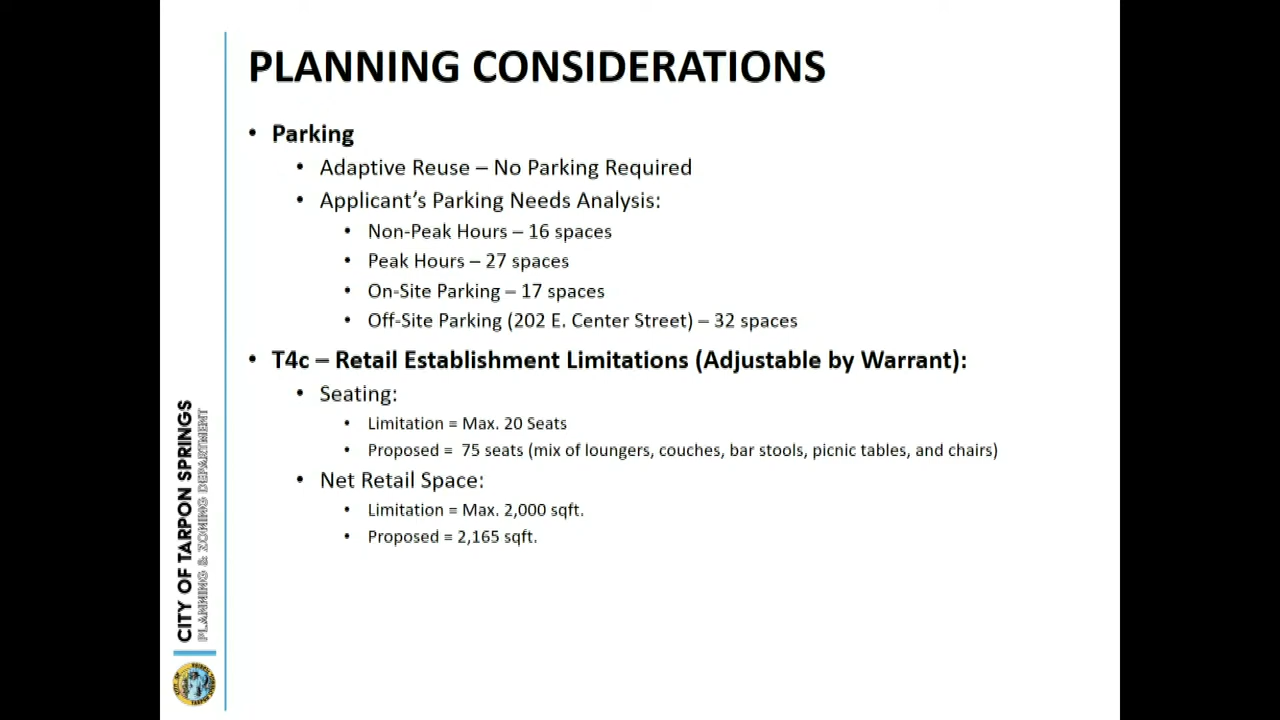 PLANNING CONSIDERATIONS
• Parking
• Adaptive Reuse – No Parking Required
• Applicant’s Parking Needs Analysis:
• Non-Peak Hours – 16 spaces
• Peak Hours – 27 spaces
• On-Site Parking – 17 spaces
• Off-Site Parking (202 E. Center Street) – 32 spaces
• T4c – Retail Establishment Limitations (Adjustable by Warrant):
• Seating:
• Limitation = Max. 20 Seats
• Proposed = 75 seats (mix of loungers, couches, bar stools, picnic tables, and chairs)
• Net Retail Space:
• Limitation = Max. 2,000 sqft.
• Proposed = 2,165 sqft.
CITY OF TARPON SPRINGS
PLANNING & ZONING DEPARTMENT